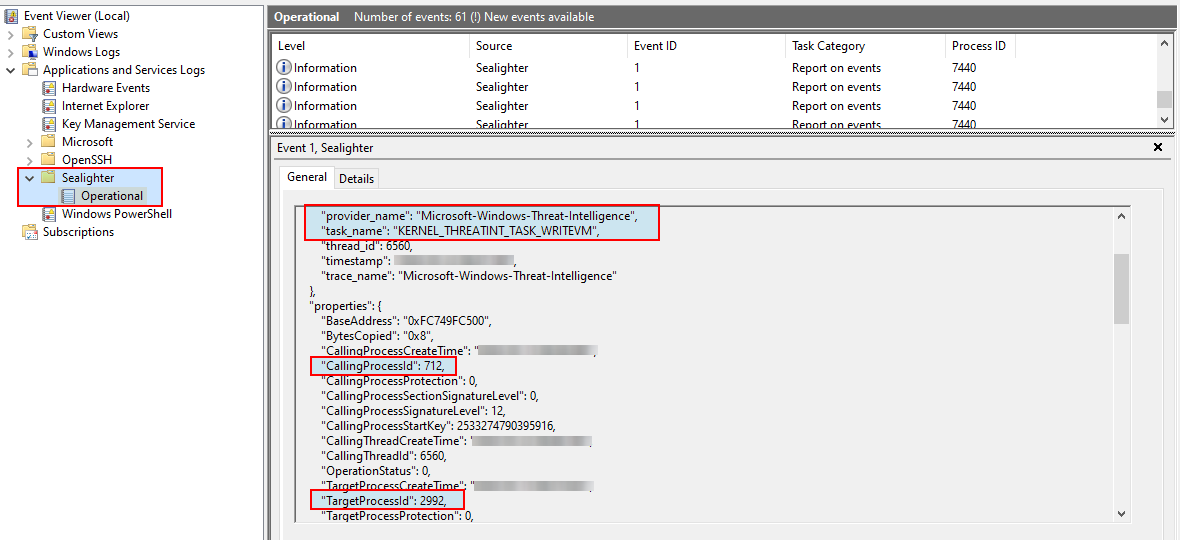 Event Viewer (Local)
Custom Views
Windows Logs
Applications and Services Logs
Hardware Events
Internet Explorer
Key Management Service
Microsoft
OpenSSH
Sealighter
Operational
Windows PowerShell
Subscriptions
Operational Number of events: 61 (!) New events available
Level Source Event ID Task Category Process ID
Information Sealighter 1 Report on events 7440
Information Sealighter 1 Report on events 7440
Information Sealighter 1 Report on events 7440
Information Sealighter 1 Report on events 7440
Event 1, Sealighter
General Details
"provider_name": "Microsoft-Windows-Threat-Intelligence",
"task_name": "KERNEL_THREATINT_TASK_WRITEVM",
"thread_id": 6560,
"timestamp": ,
"trace_name": "Microsoft-Windows-Threat-Intelligence"
},
"properties": {
"BaseAddress": "0xFC749FC500",
"BytesCopied": "0x8",
"CallingProcessCreateTime": "
"CallingProcessId": 712,
"CallingProcessProtection": 0,
"CallingProcessSectionSignatureLevel": 0,
"CallingProcessSignatureLevel": 12,
"CallingProcessStartKey": 2533274790395916,
"CallingThreadCreateTime": "
"CallingThreadId": 6560,
"OperationStatus": 0,
"TargetProcessCreateTime": "
"TargetProcessId": 2992,
"TargetProcessProtection": 0,